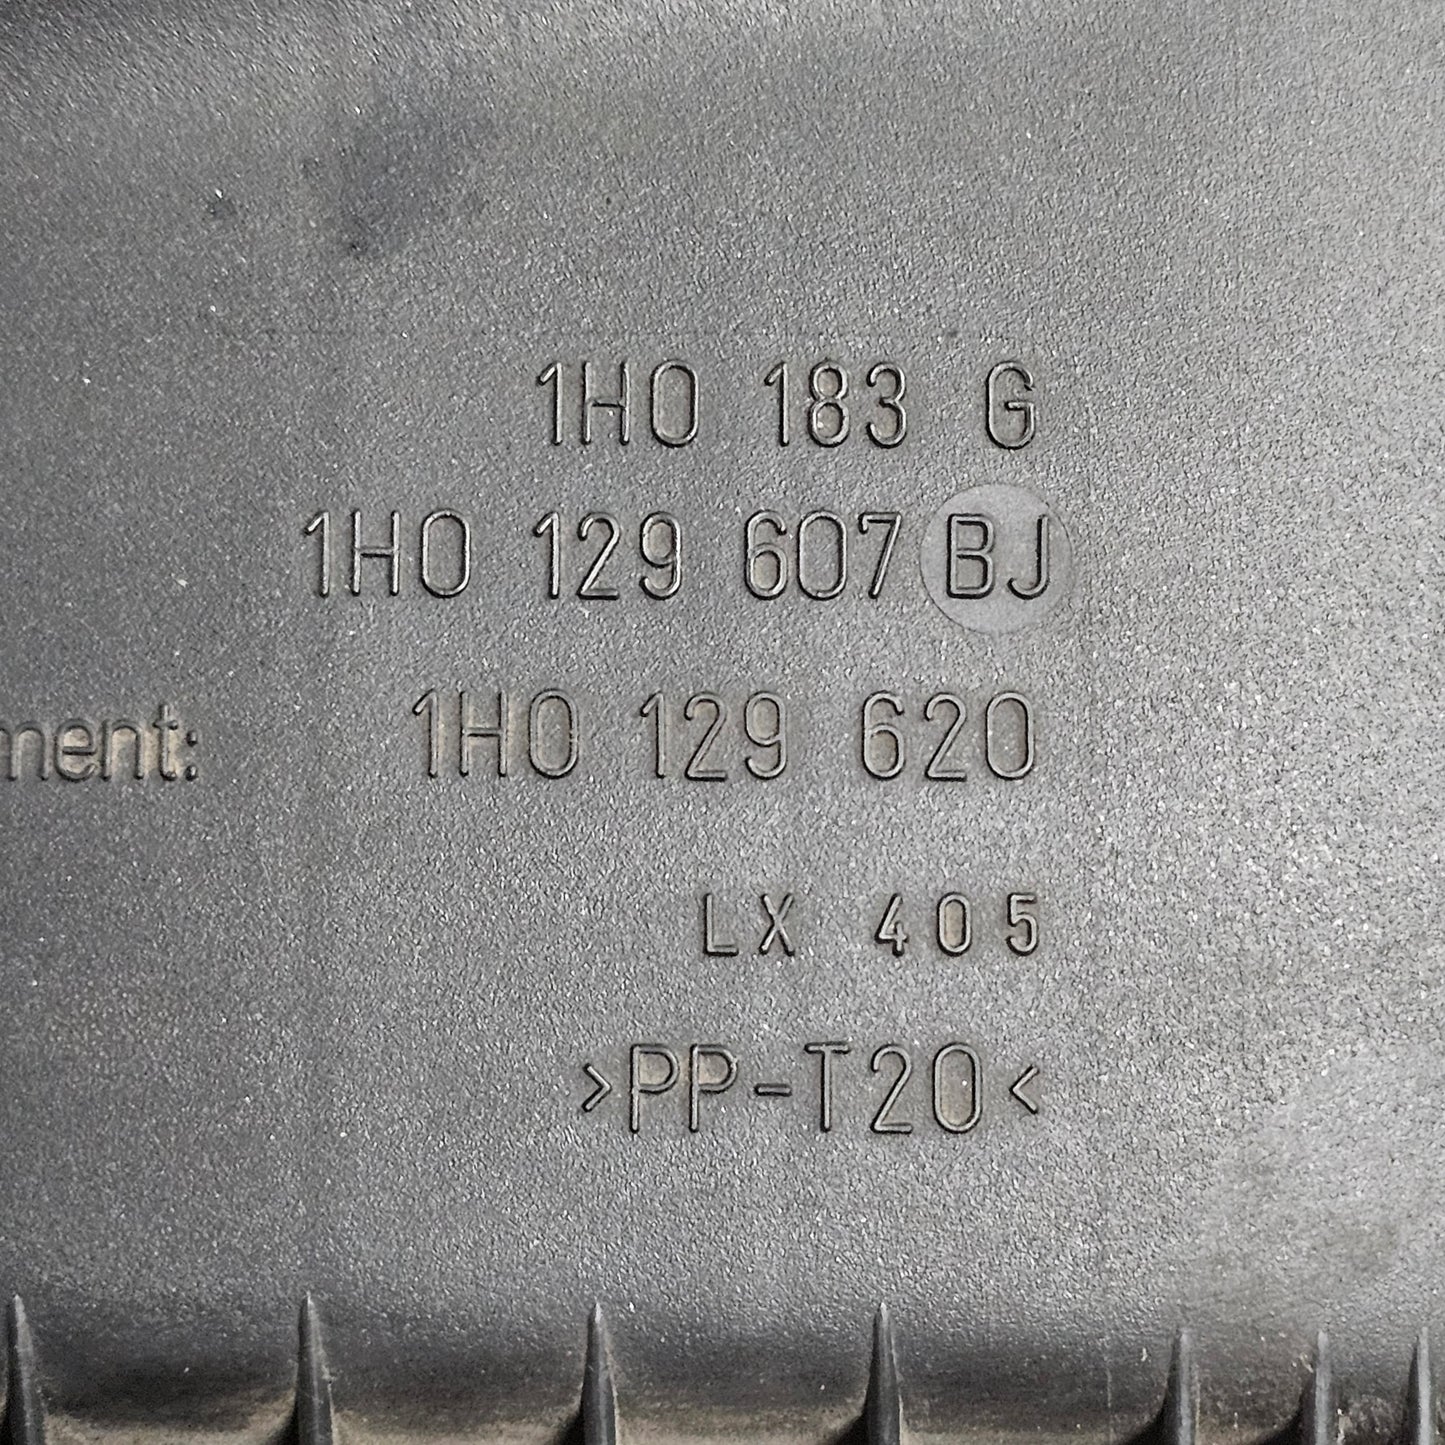 1H0 183 G
1H0 129 607 BJ
ment: 1H0 129 620
LX 405
>PP-T20<